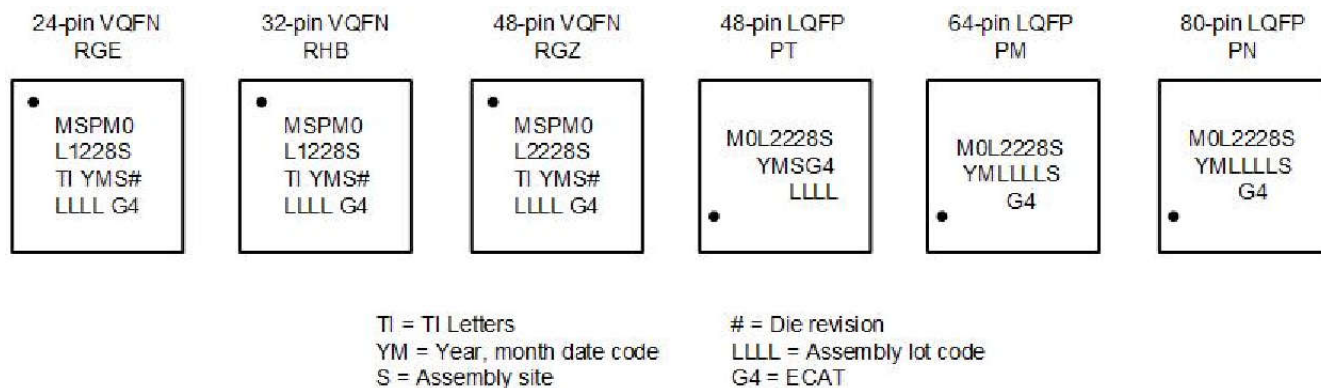 24-pin VQFN
RGE
32-pin VQFN
RHB
48-pin VQFN
RGZ
48-pin LQFP
PT
64-pin LQFP
PM
80-pin LQFP
PN
MSPM0
L1228S
TI YMS#
LLLL G4
MSPM0
L1228S
TI YMS#
LLLL G4
MSPM0
L2228S
TI YMS#
LLLL G4
M0L2228S
YMSG4
LLLL
M0L2228S
YMLLLLS
G4
M0L2228S
YMLLLLS
G4
TI = TI Letters
YM = Year, month date code
S = Assembly site
# = Die revision
LLLL = Assembly lot code
G4 = ECAT